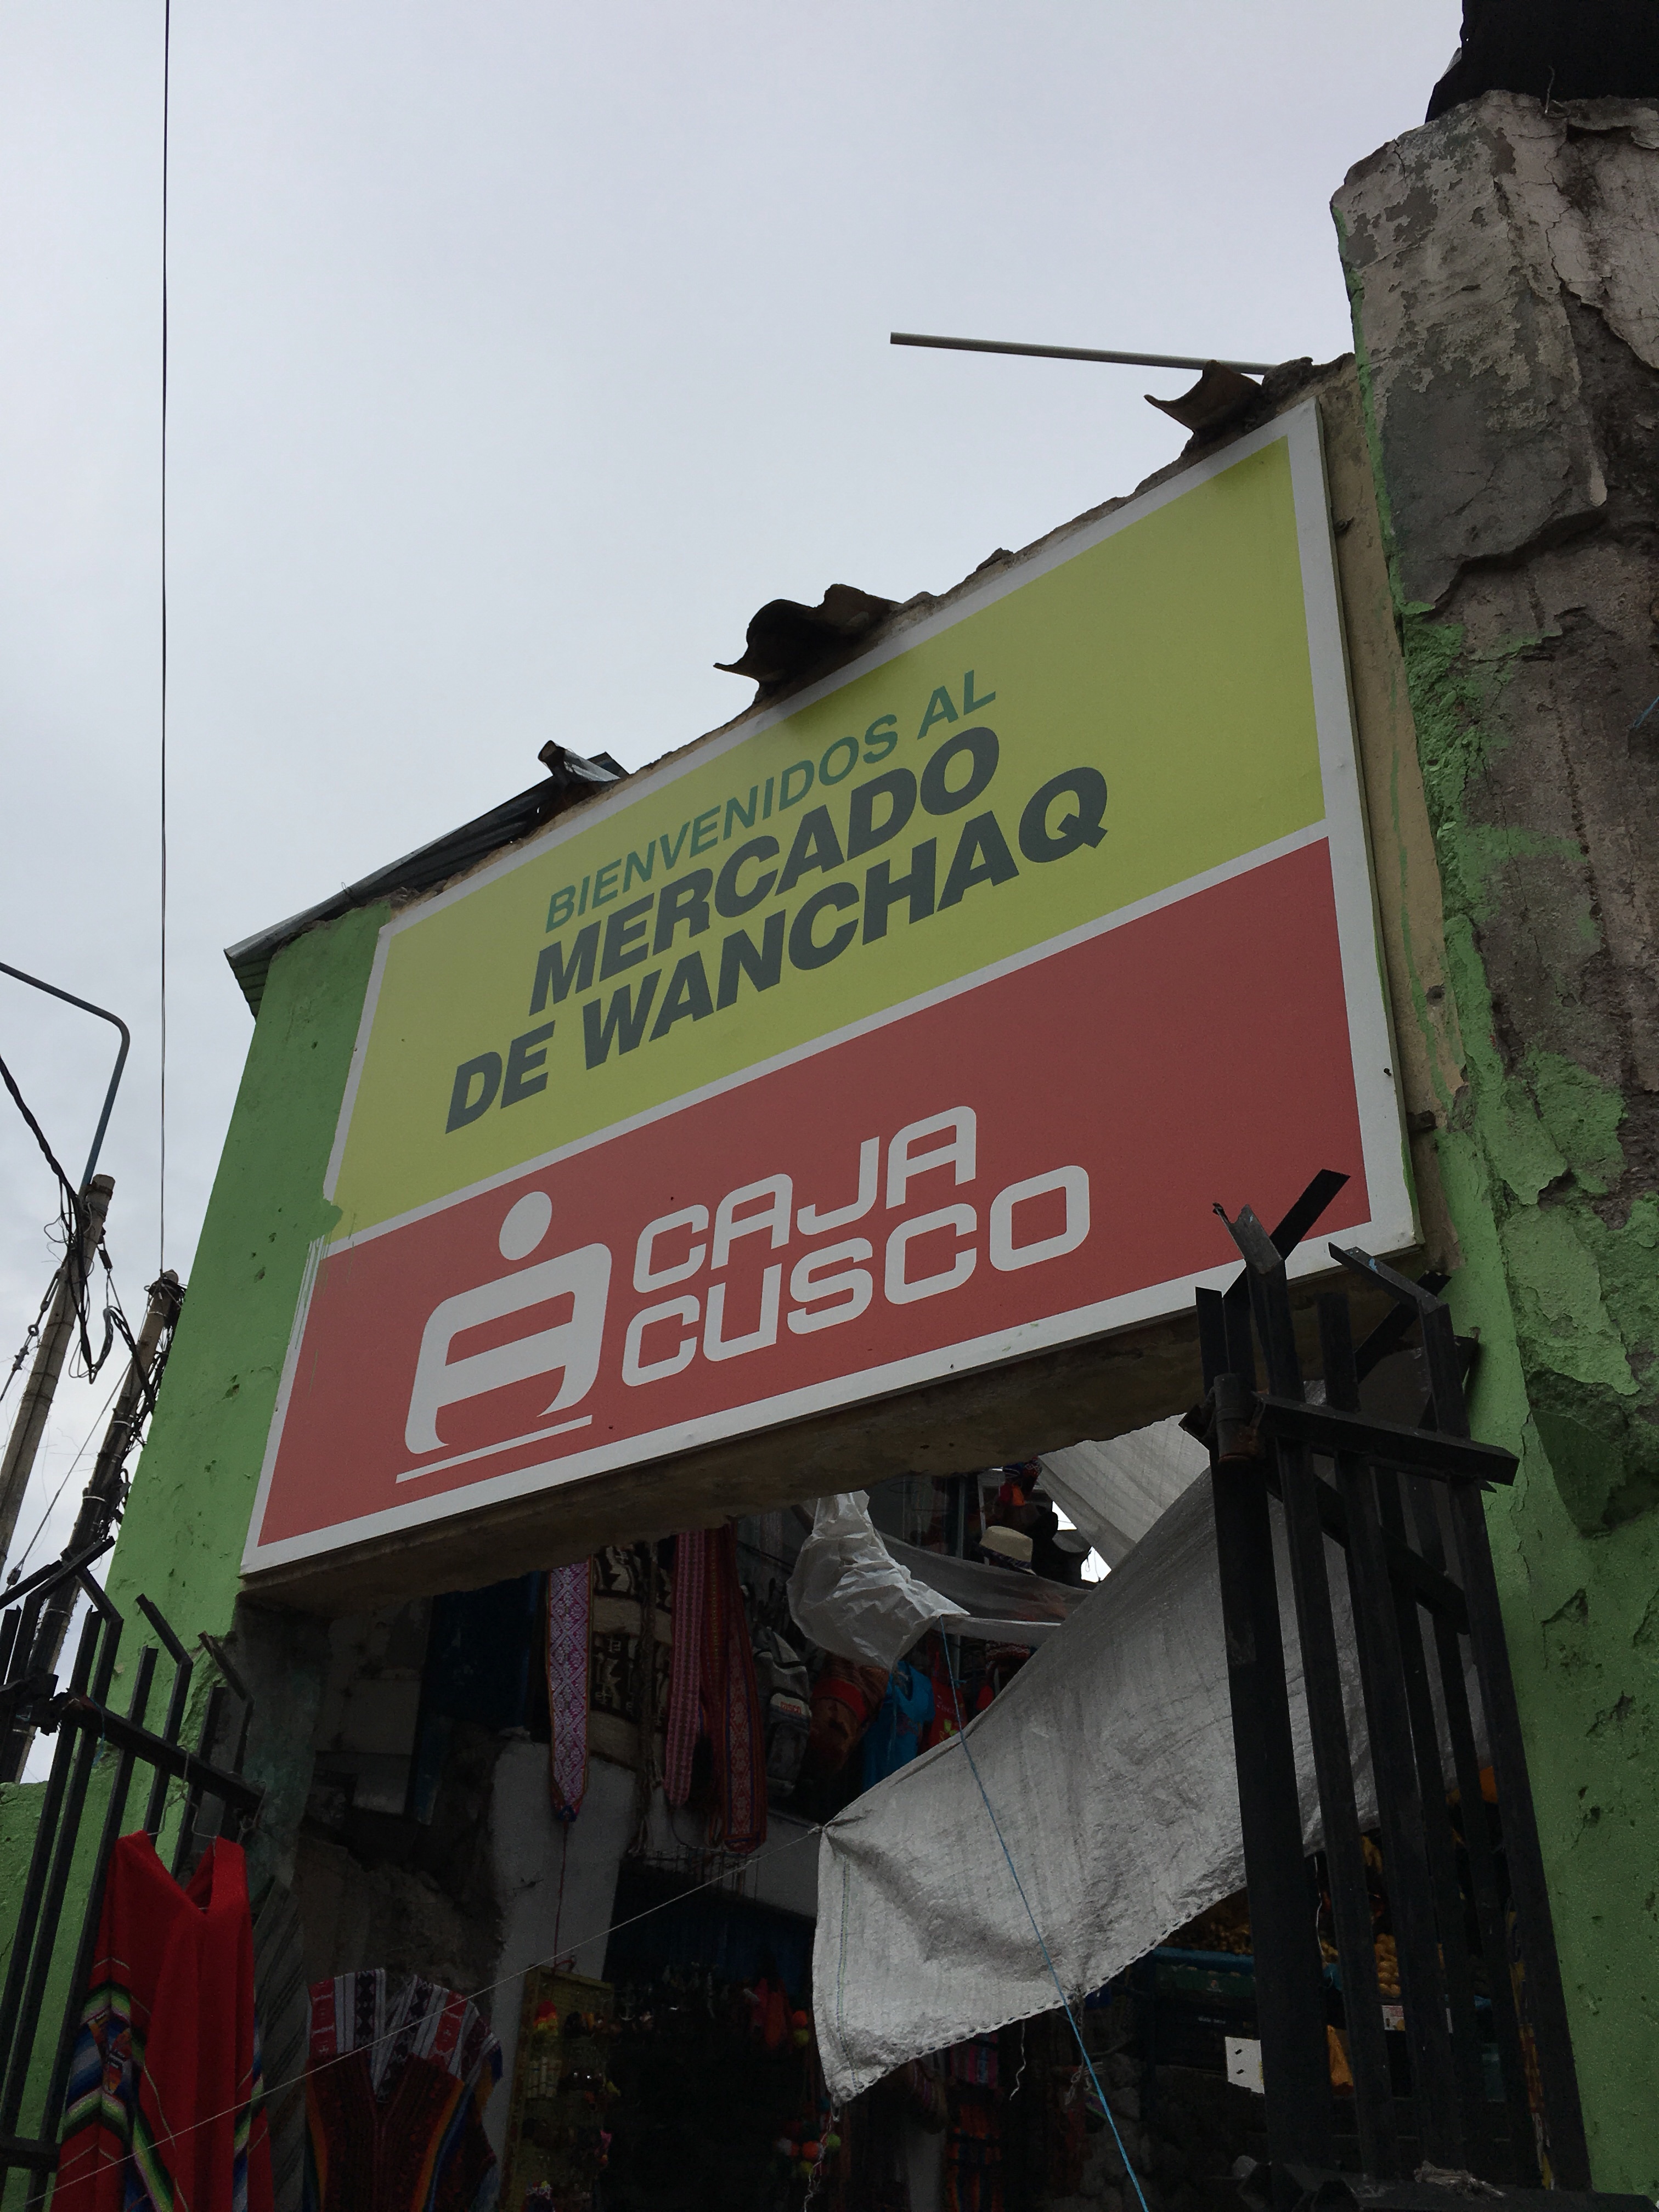 BIENVENIDOS AL
MERCADO
DE WANCHAQ
CAJA
CUSCO